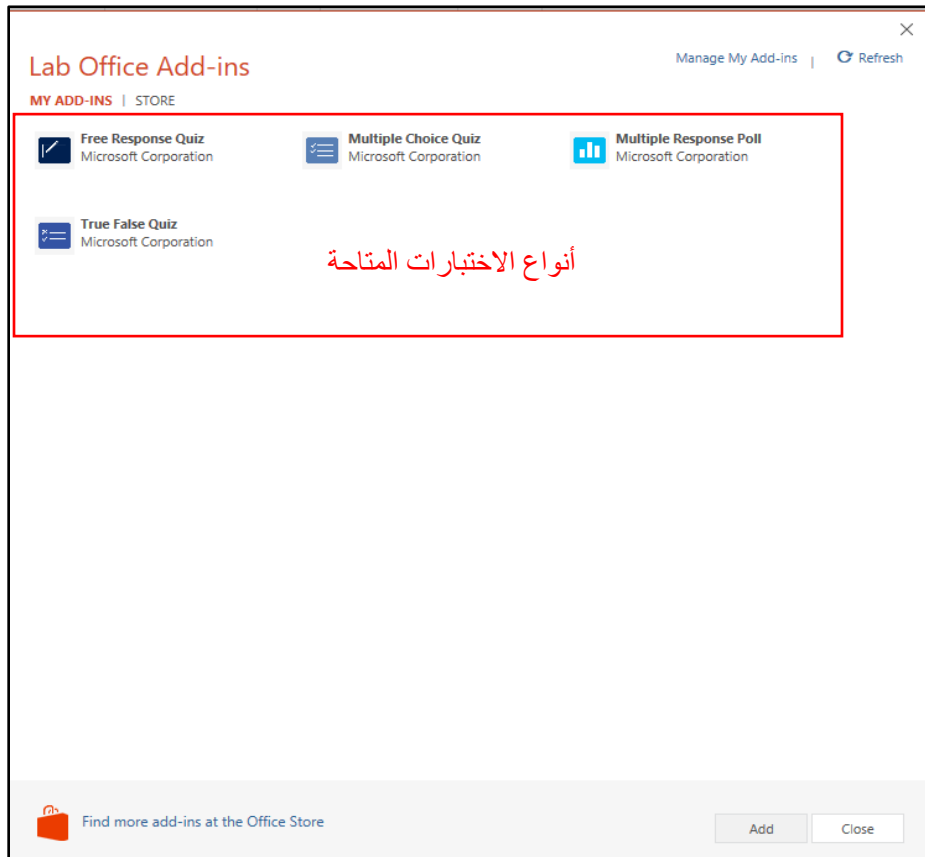 Lab Office Add-ins
Manage My Add-ins | Refresh
MY ADD-INS | STORE
Free Response Quiz
Microsoft Corporation
Multiple Choice Quiz
Microsoft Corporation
Multiple Response Poll
Microsoft Corporation
True False Quiz
Microsoft Corporation
أنواع الاختبارات المتاحة
Find more add-ins at the Office Store
Add
Close